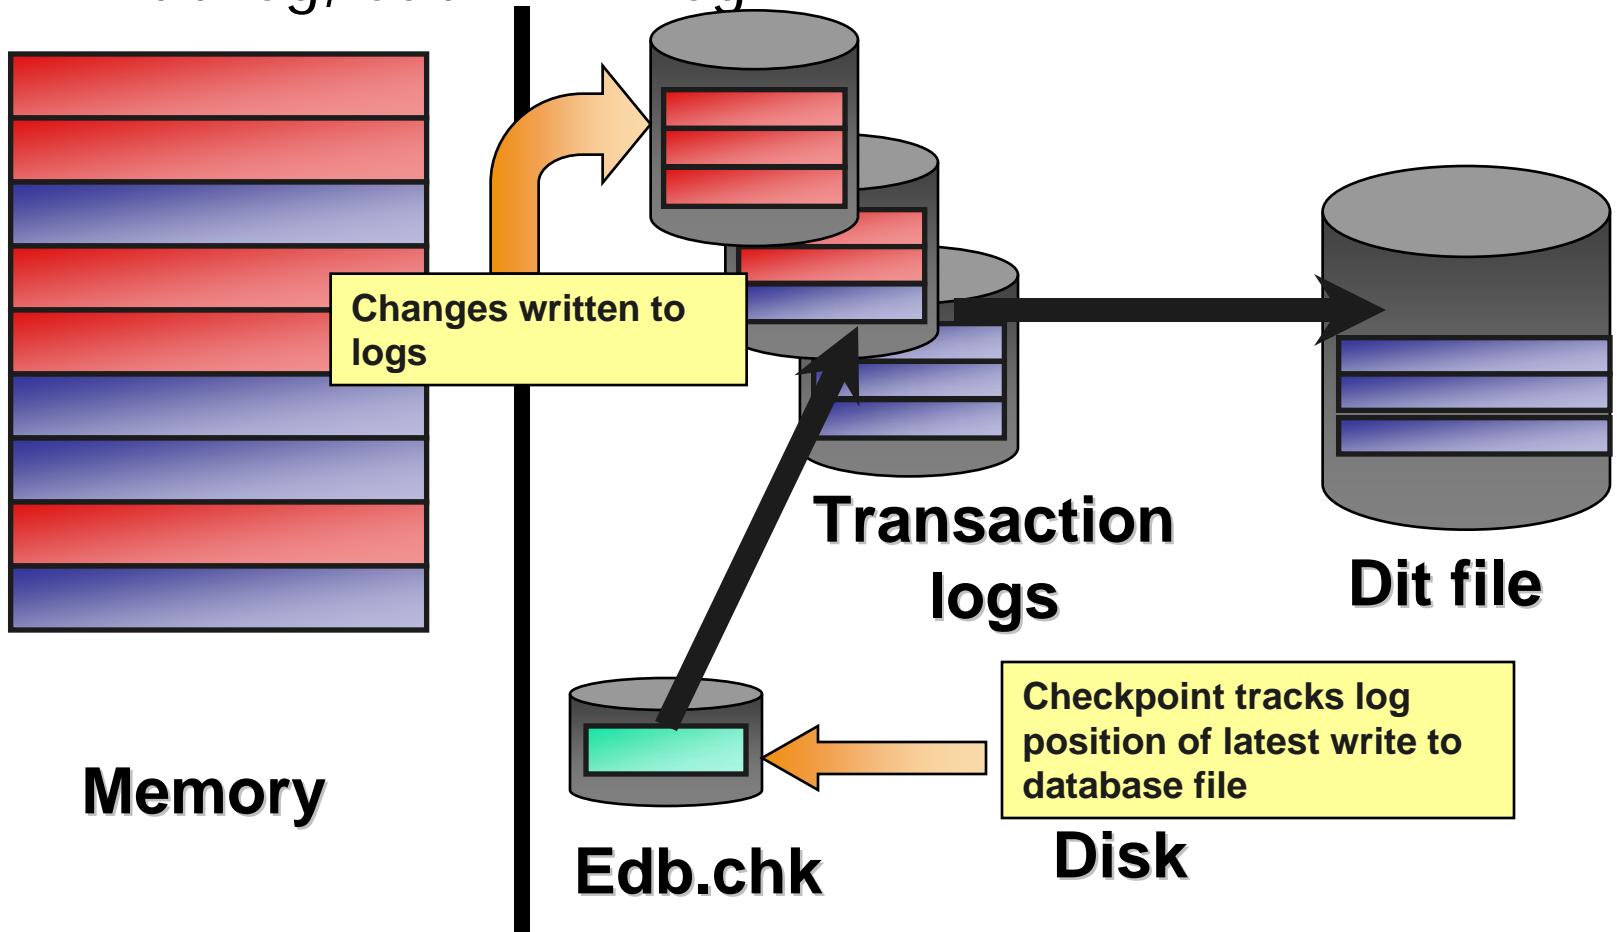 Changes written to
logs
Transaction
logs
Dit file
Checkpoint tracks log
position of latest write to
database file
Memory
Edb.chk
Disk